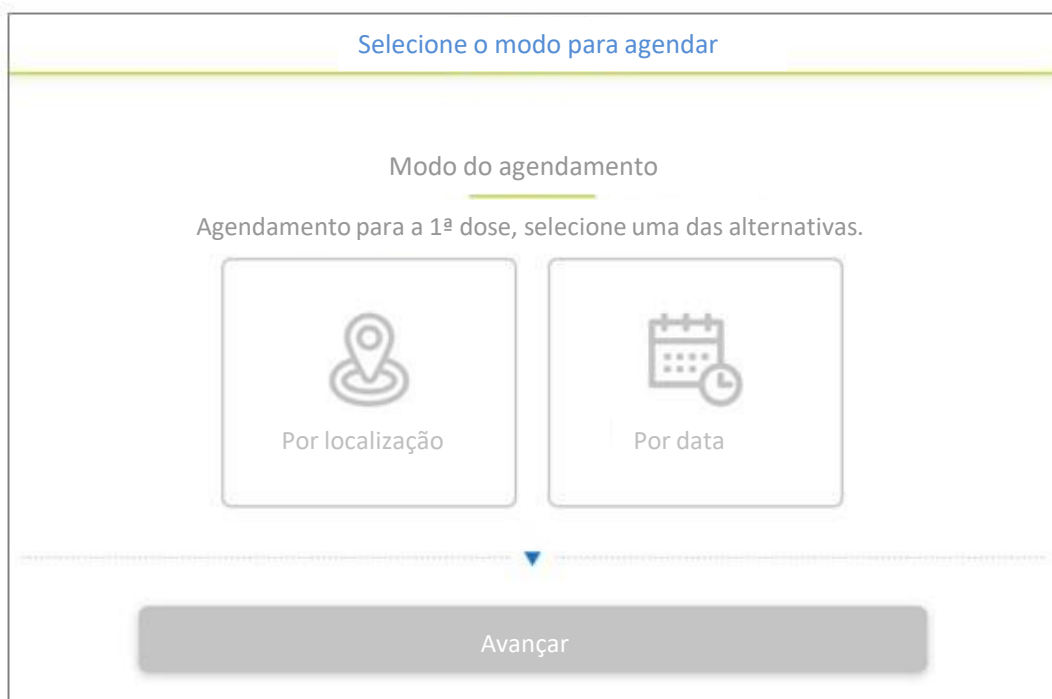 Selecione o modo para agendar
Modo do agendamento
Agendamento para a 1ª dose, selecione uma das alternativas.
Por localização
Por data
Avançar